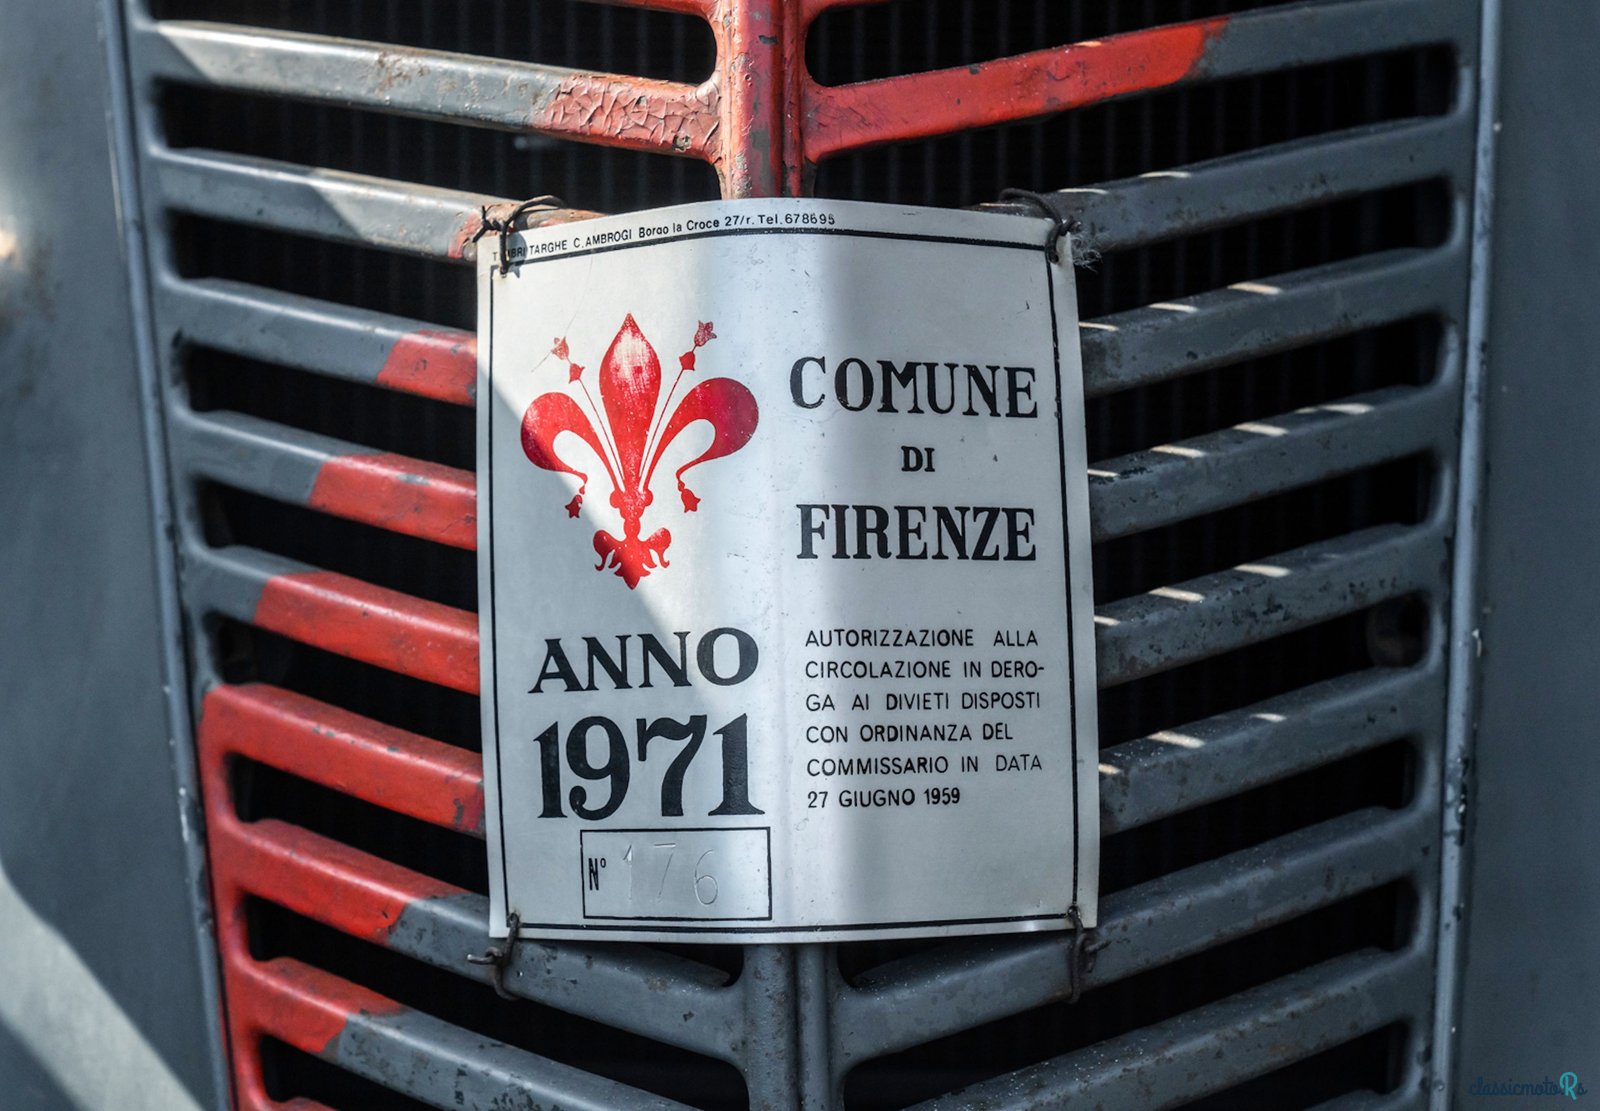 TARGHE C. AMBROGI Borgo la Croce 27/r. Tel. 678695
COMUNE
DI
FIRENZE
ANNO
1971
Nº 176
AUTORIZZAZIONE ALLA
CIRCOLAZIONE IN DERO-
GA AI DIVIETI DISPOSTI
CON ORDINANZA DEL
COMMISSARIO IN DATA
27 GIUGNO 1959
classicmotoRs